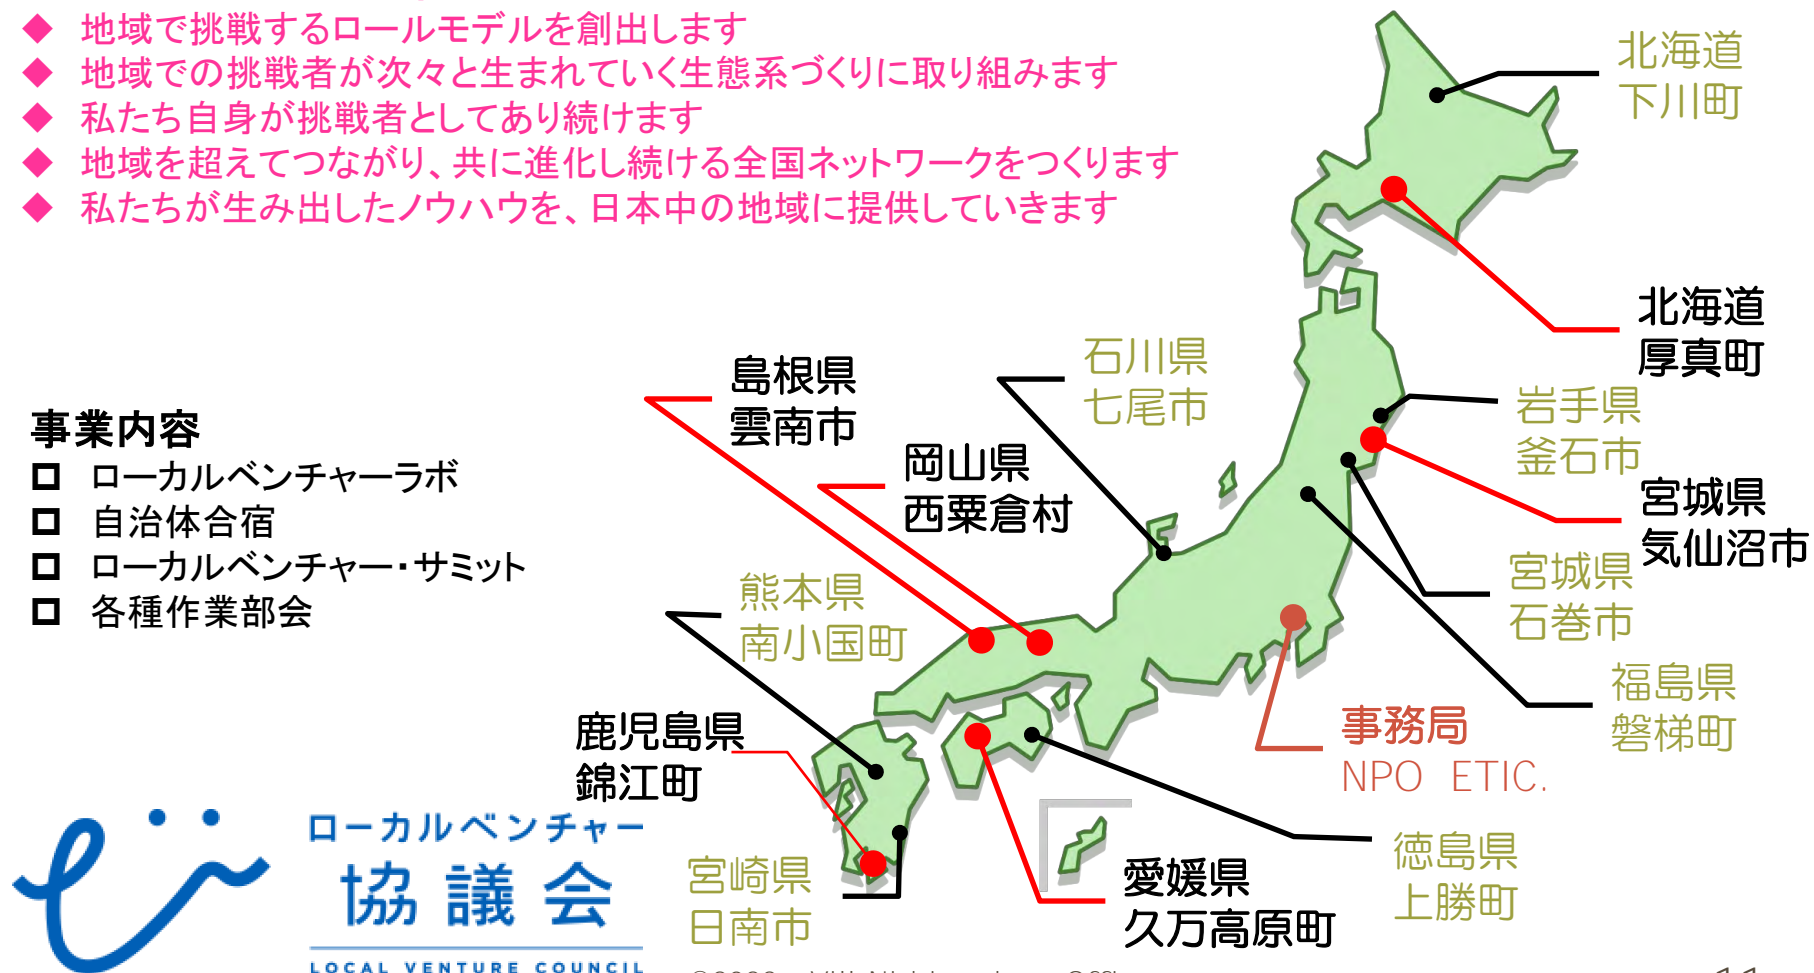 ◆ 地域で挑戦するロールモデルを創出します
◆ 地域での挑戦者が次々と生まれていく生態系づくりに取り組みます
◆ 私たち自身が挑戦者としてあり続けます
◆ 地域を超えてつながり、共に進化し続ける全国ネットワークをつくります
◆ 私たちが生み出したノウハウを、日本中の地域に提供していきます
北海道
下川町
北海道
厚真町
石川県
七尾市
島根県
雲南市
岩手県
釜石市
事業内容
ローカルベンチャーラボ
自治体合宿
ローカルベンチャー・サミット
各種作業部会
岡山県
西粟倉村
宮城県
気仙沼市
熊本県
南小国町
宮城県
石巻市
福島県
磐梯町
鹿児島県
錦江町
事務局
NPO ETIC.
宮崎県
日南市
愛媛県
久万高原町
徳島県
上勝町
ローカルベンチャー
協議会
LOCAL VENTURE COUNCIL